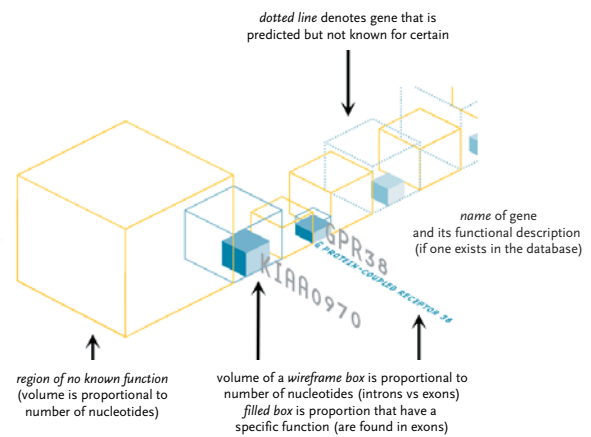 dotted line denotes gene that is
predicted but not known for certain
name of gene
and its functional description
(if one exists in the database)
GPR38
G PROTEIN-COUPLED RECEPTOR 38
KIAA0970
region of no known function
(volume is proportional to
number of nucleotides)
volume of a wireframe box is proportional to
number of nucleotides (introns vs exons)
filled box is proportion that have a
specific function (are found in exons)